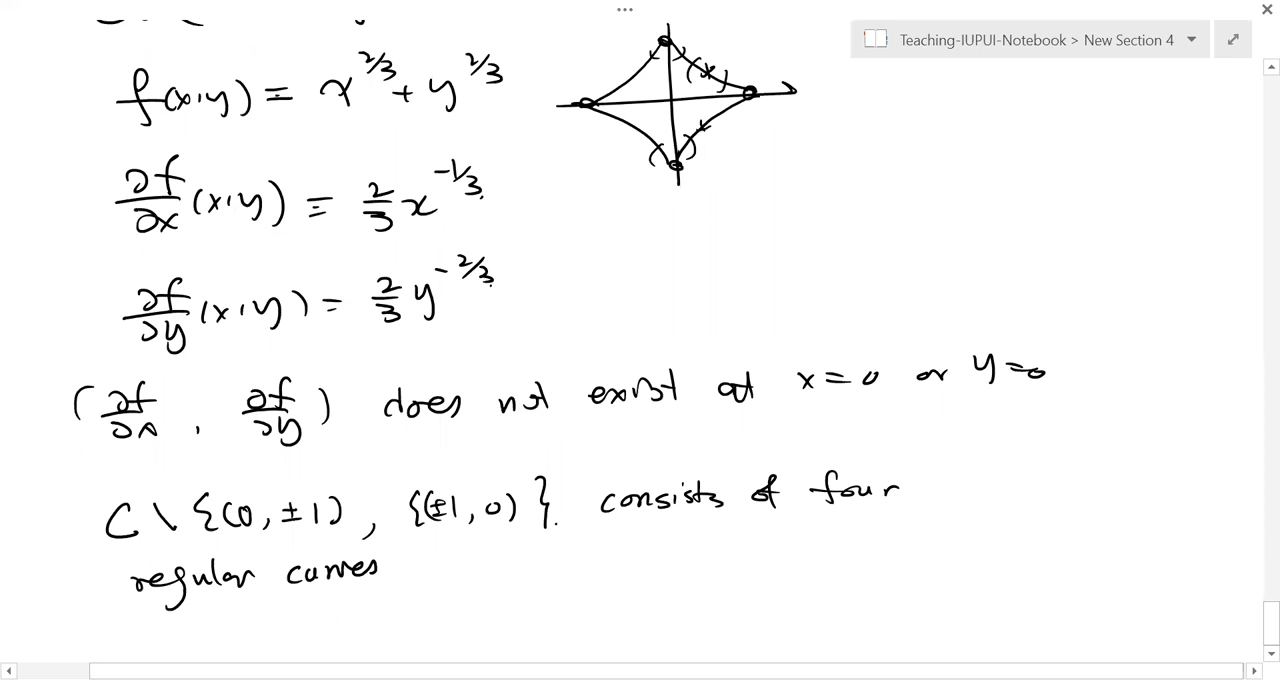 Teaching-IUPUI-Notebook > New Section 4
f(x,y) = x^{2/3} + y^{2/3}
∂f/∂x (x,y) = 2/3 x^{-1/3}
∂f/∂y (x,y) = 2/3 y^{-2/3}
(∂f/∂x, ∂f/∂y) does not exist at x=0 or y=0
C \ {(0, ±1), {(±1, 0)}. consists of four
regular curves